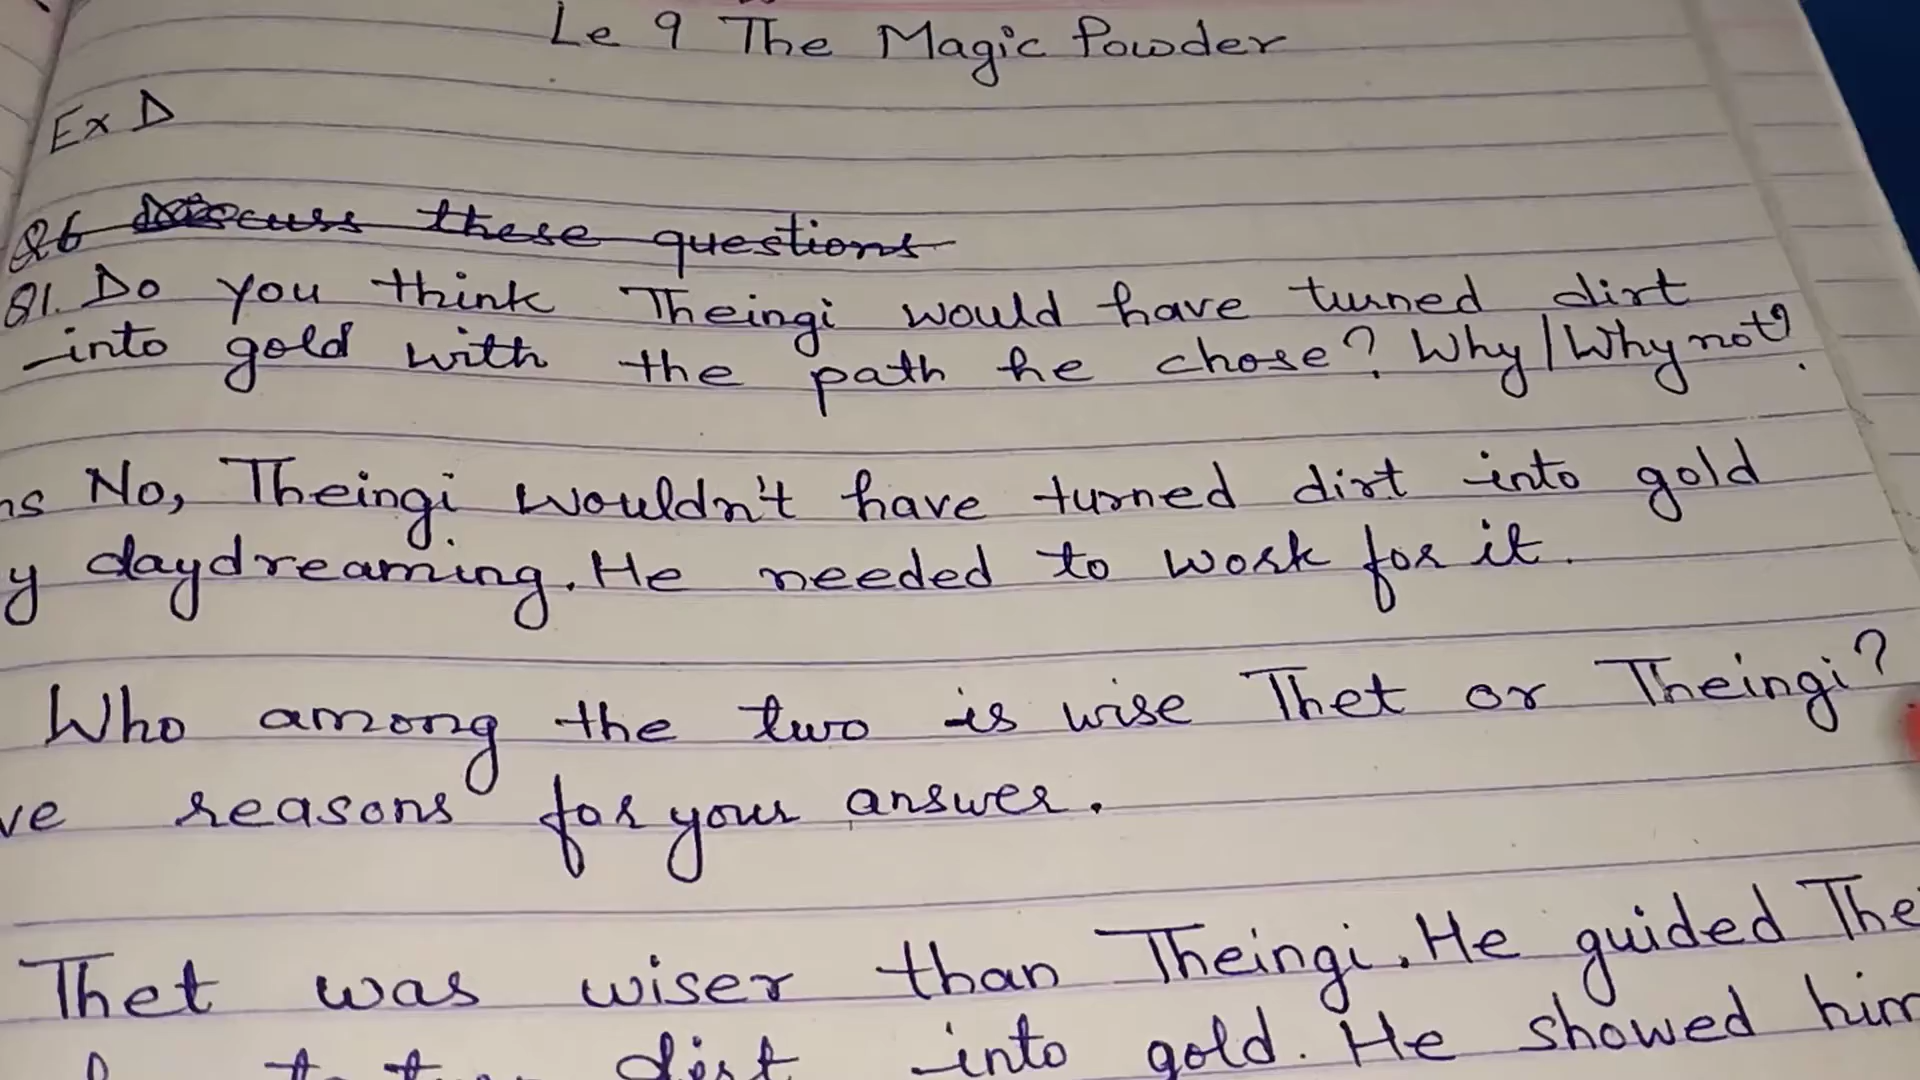 Le 9 The Magic Powder
Ex D
Q6 Discuss these questions
Q1. Do you think Theingi would have turned dirt
into gold with the path he chose? Why/Why not?
ns No, Theingi wouldn't have turned dirt into gold
y daydreaming. He needed to work for it.
Who among the two is wise Thet or Theingi?
ve reasons for your answer.
Thet was wiser than Theingi. He guided The
dirt into gold. He showed him